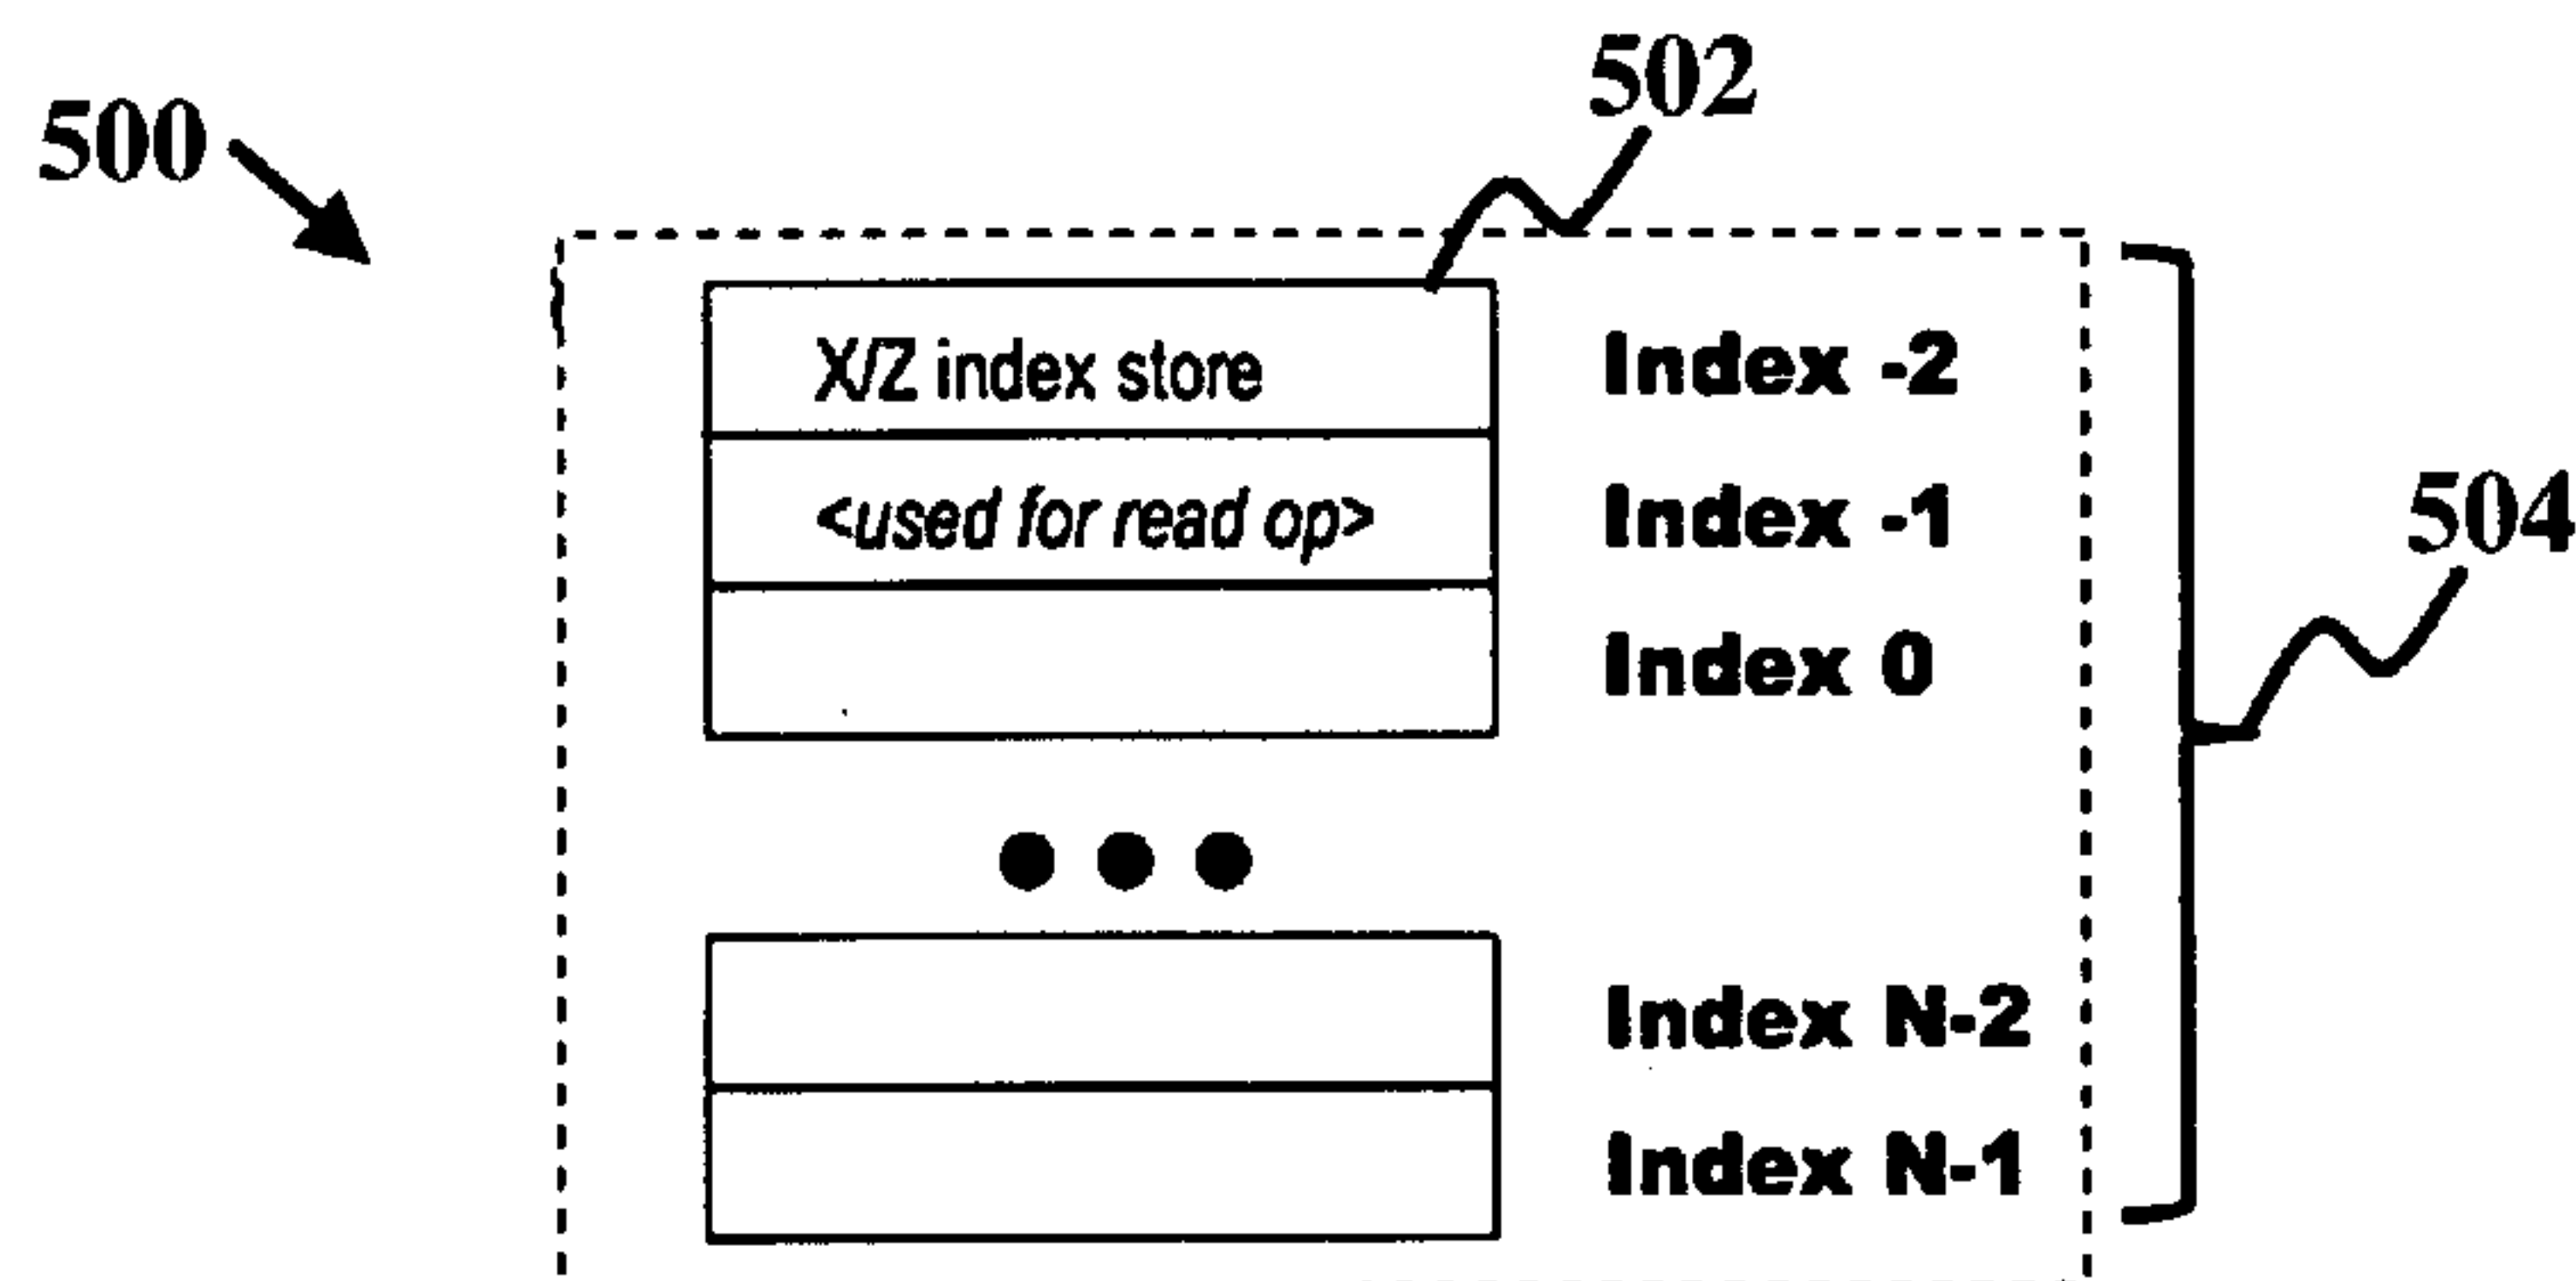 502
500
X/Z index store Index -2
<used for read op> Index -1
504
Index 0
Index N-2
Index N-1